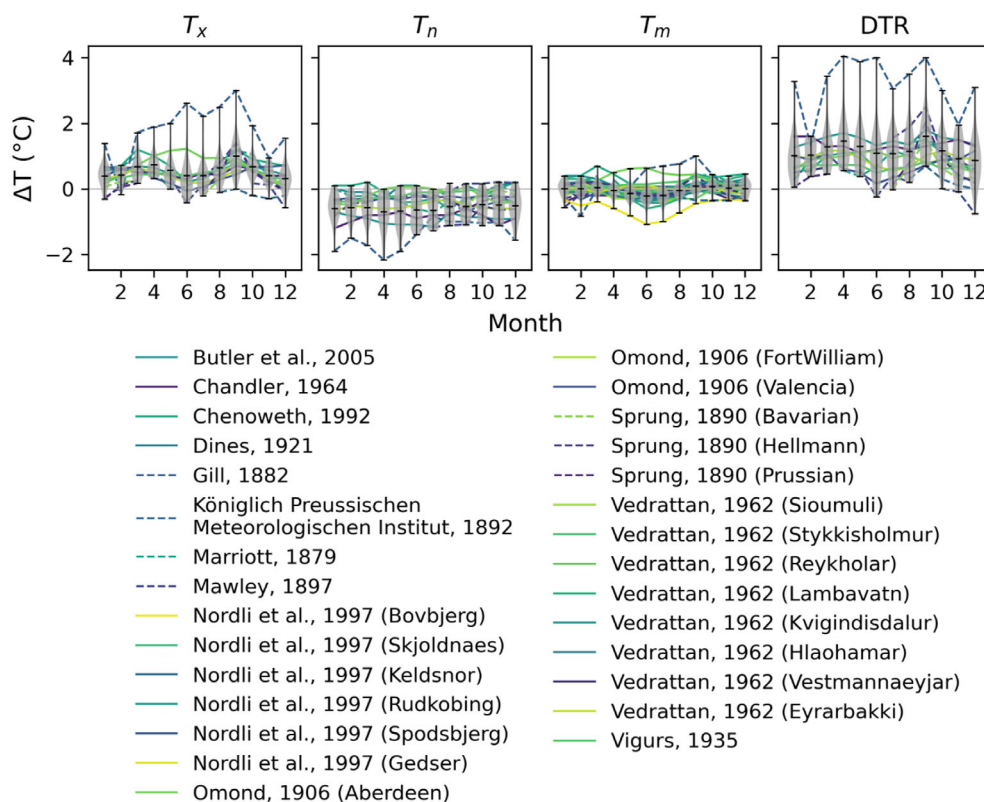 Tx Tn Tm DTR
4
2
0
−2
ΔT (°C)
2 4 6 8 10 12 2 4 6 8 10 12 2 4 6 8 10 12 2 4 6 8 10 12
Month
Butler et al., 2005
Chandler, 1964
Chenoweth, 1992
Dines, 1921
Gill, 1882
Königlich Preussischen
Meteorologischen Institut, 1892
Marriott, 1879
Mawley, 1897
Nordli et al., 1997 (Bovbjerg)
Nordli et al., 1997 (Skjoldnaes)
Nordli et al., 1997 (Keldsnor)
Nordli et al., 1997 (Rudkobing)
Nordli et al., 1997 (Spodsbjerg)
Nordli et al., 1997 (Gedser)
Omond, 1906 (Aberdeen)
Omond, 1906 (FortWilliam)
Omond, 1906 (Valencia)
Sprung, 1890 (Bavarian)
Sprung, 1890 (Hellmann)
Sprung, 1890 (Prussian)
Vedrattan, 1962 (Sioumuli)
Vedrattan, 1962 (Stykkisholmur)
Vedrattan, 1962 (Reykholar)
Vedrattan, 1962 (Lambavatn)
Vedrattan, 1962 (Kvigindisdalur)
Vedrattan, 1962 (Hlaohamar)
Vedrattan, 1962 (Vestmannaeyjar)
Vedrattan, 1962 (Eyrarbakki)
Vigurs, 1935